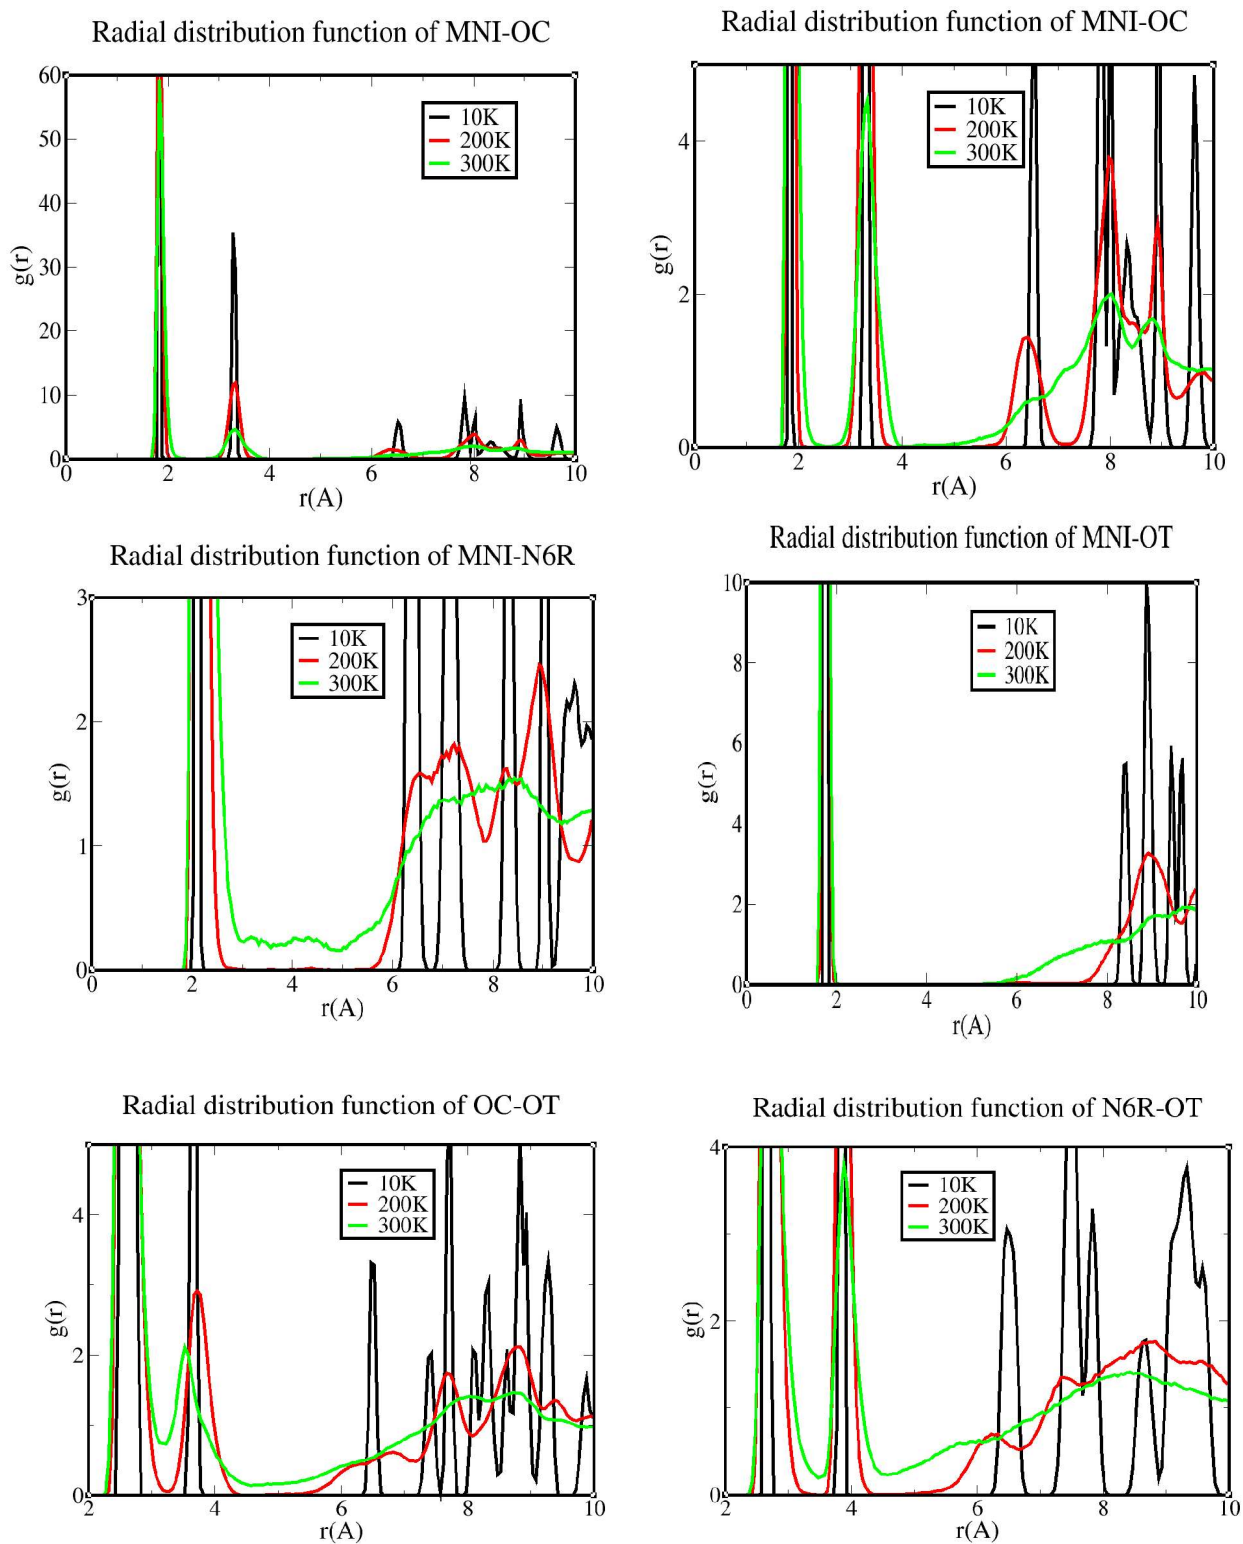 Radial distribution function of MNI-OC
60
50
40
30
20
10
0
g(r)
10K
200K
300K
0 2 4 6 8 10
r(A)
Radial distribution function of MNI-OC
4
2
0
g(r)
10K
200K
300K
0 2 4 6 8 10
r(A)
Radial distribution function of MNI-N6R
3
2
1
0
g(r)
10K
200K
300K
0 2 4 6 8 10
r(A)
Radial distribution function of MNI-OT
10
8
6
4
2
0
g(r)
10K
200K
300K
0 2 4 6 8 10
r(A)
Radial distribution function of OC-OT
4
2
0
g(r)
10K
200K
300K
2 4 6 8 10
r(A)
Radial distribution function of N6R-OT
4
2
0
g(r)
10K
200K
300K
2 4 6 8 10
r(A)